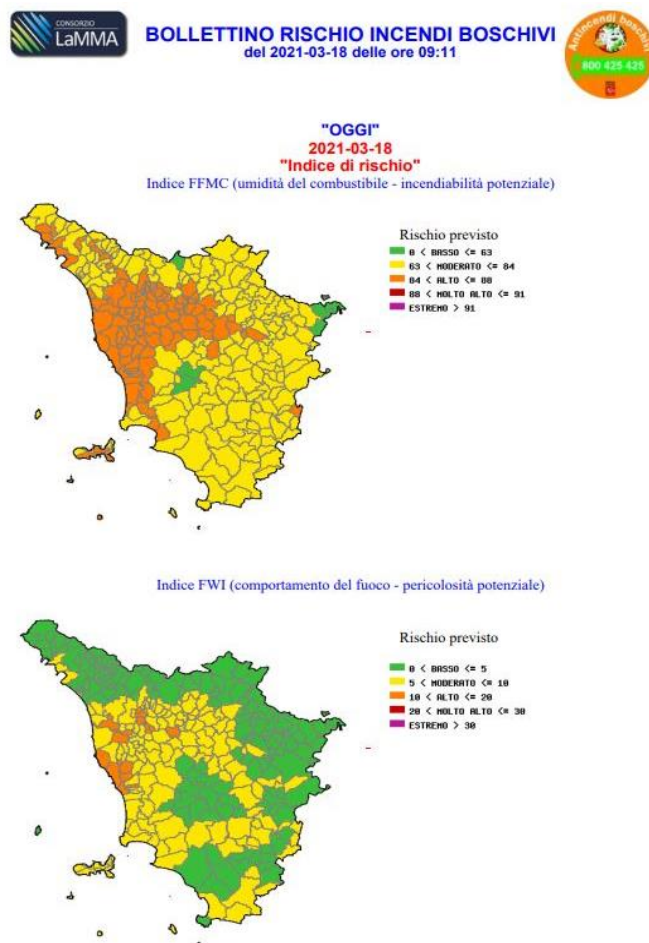 CONSORZIO
LaMMA
BOLLETTINO RISCHIO INCENDI BOSCHIVI
del 2021-03-18 delle ore 09:11
Antincendi boschivi
800 425 425
"OGGI"
2021-03-18
"Indice di rischio"
Indice FFMC (umidità del combustibile - incendiabilità potenziale)
Rischio previsto
0 < BASSO <= 63
63 < MODERATO <= 84
84 < ALTO <= 88
88 < MOLTO ALTO <= 91
ESTREMO > 91
Indice FWI (comportamento del fuoco - pericolosità potenziale)
Rischio previsto
0 < BASSO <= 5
5 < MODERATO <= 10
10 < ALTO <= 20
20 < MOLTO ALTO <= 30
ESTREMO > 30